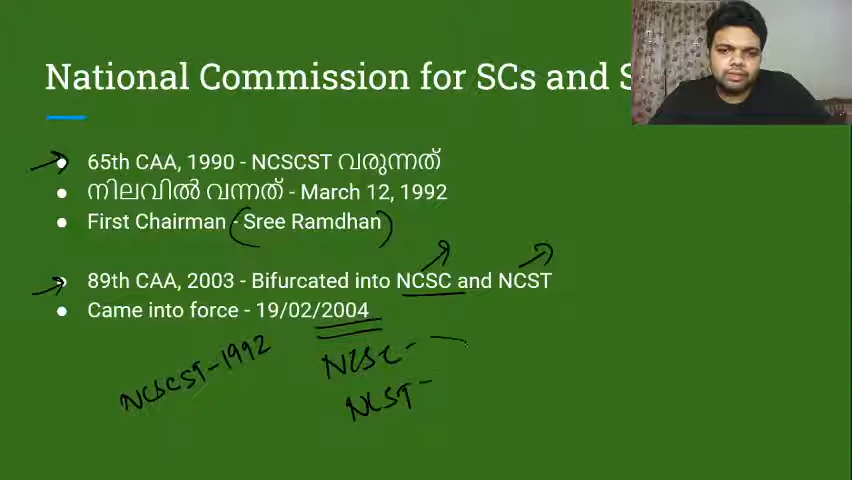 National Commission for SCs and S
65th CAA, 1990 - NCSCST വരുന്നത്
നിലവിൽ വന്നത് - March 12, 1992
First Chairman - Sree Ramdhan
89th CAA, 2003 - Bifurcated into NCSC and NCST
Came into force - 19/02/2004
NCSCST-1992
NCSC -
NCST -